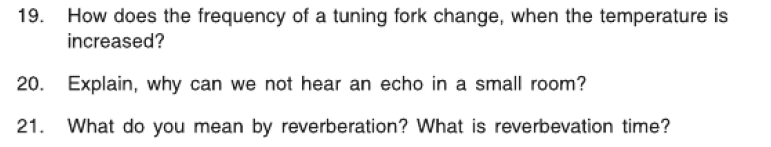 19. How does the frequency of a tuning fork change, when the temperature is
increased?
20. Explain, why can we not hear an echo in a small room?
21. What do you mean by reverberation? What is reverbevation time?